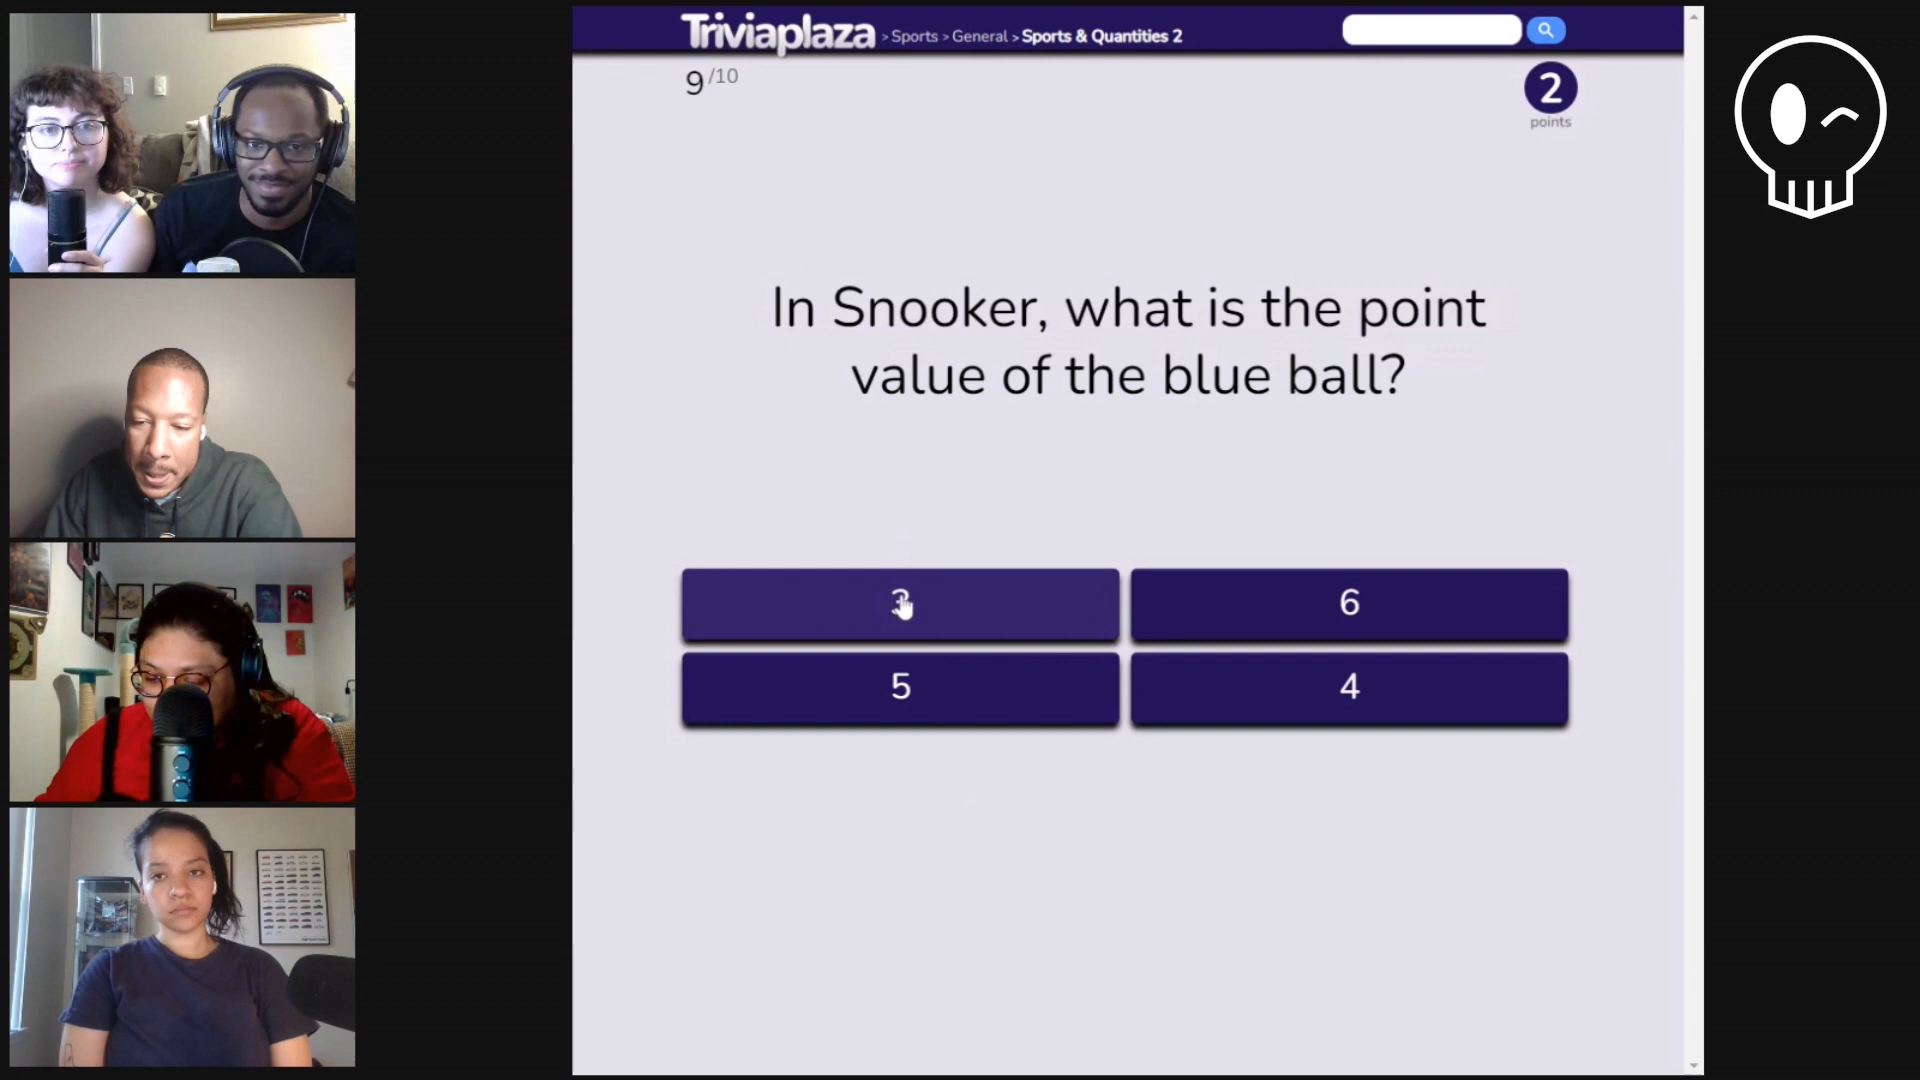 Triviaplaza > Sports > General > Sports & Quantities 2
9/10
2
points
In Snooker, what is the point
value of the blue ball?
6
5
4